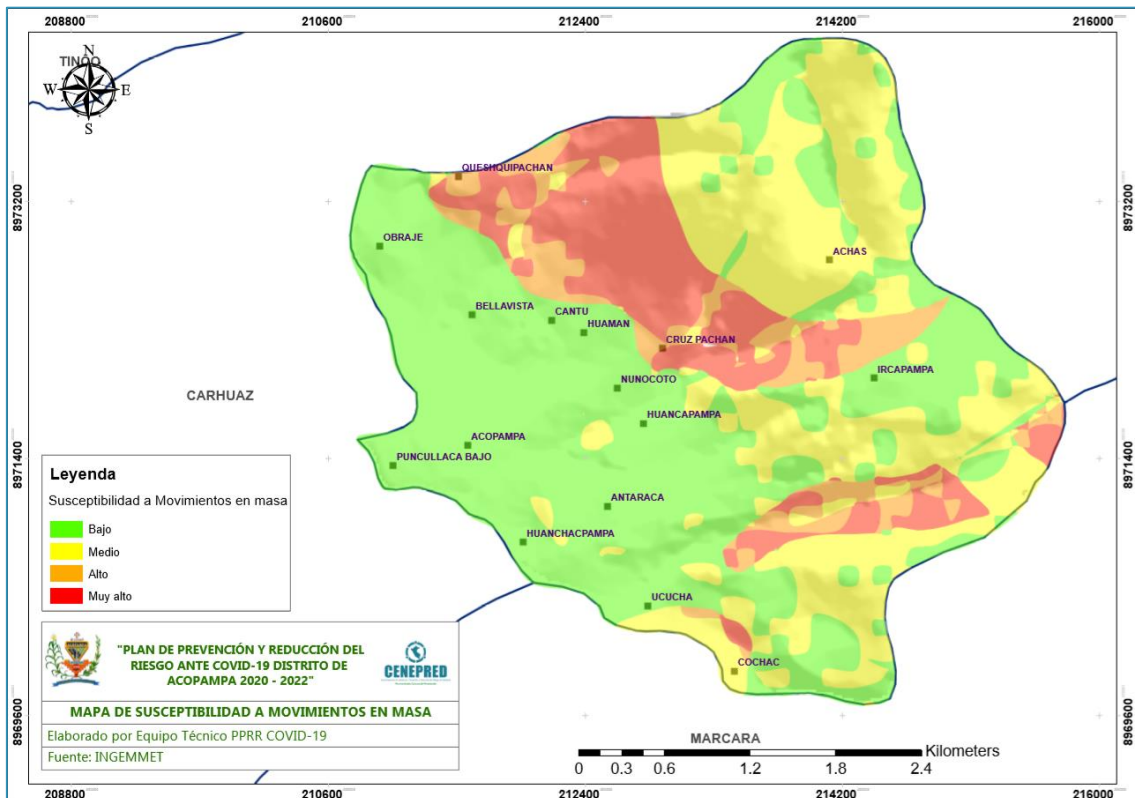 208800 210600 212400 214200 216000
TINCO
N
W E
S
8973200 8973200
QUESHQUIPACHAN
OBRAJE
ACHAS
BELLAVISTA
CANTU
HUAMAN
CRUZ PACHAN
IRCAPAMPA
NUNOCOTO
CARHUAZ
HUANCAPAMPA
ACOPAMPA
8971400 8971400
PUNCULLACA BAJO
ANTARACA
HUANCHACPAMPA
UCUCHA
COCHAC
Leyenda
Susceptibilidad a Movimientos en masa
Bajo
Medio
Alto
Muy alto
"PLAN DE PREVENCIÓN Y REDUCCIÓN DEL
RIESGO ANTE COVID-19 DISTRITO DE
ACOPAMPA 2020 - 2022"
CENEPRED
MAPA DE SUSCEPTIBILIDAD A MOVIMIENTOS EN MASA
Elaborado por Equipo Técnico PPRR COVID-19
Fuente: INGEMMET
8969600 8969600
MARCARA
Kilometers
0 0.3 0.6 1.2 1.8 2.4
208800 210600 212400 214200 216000